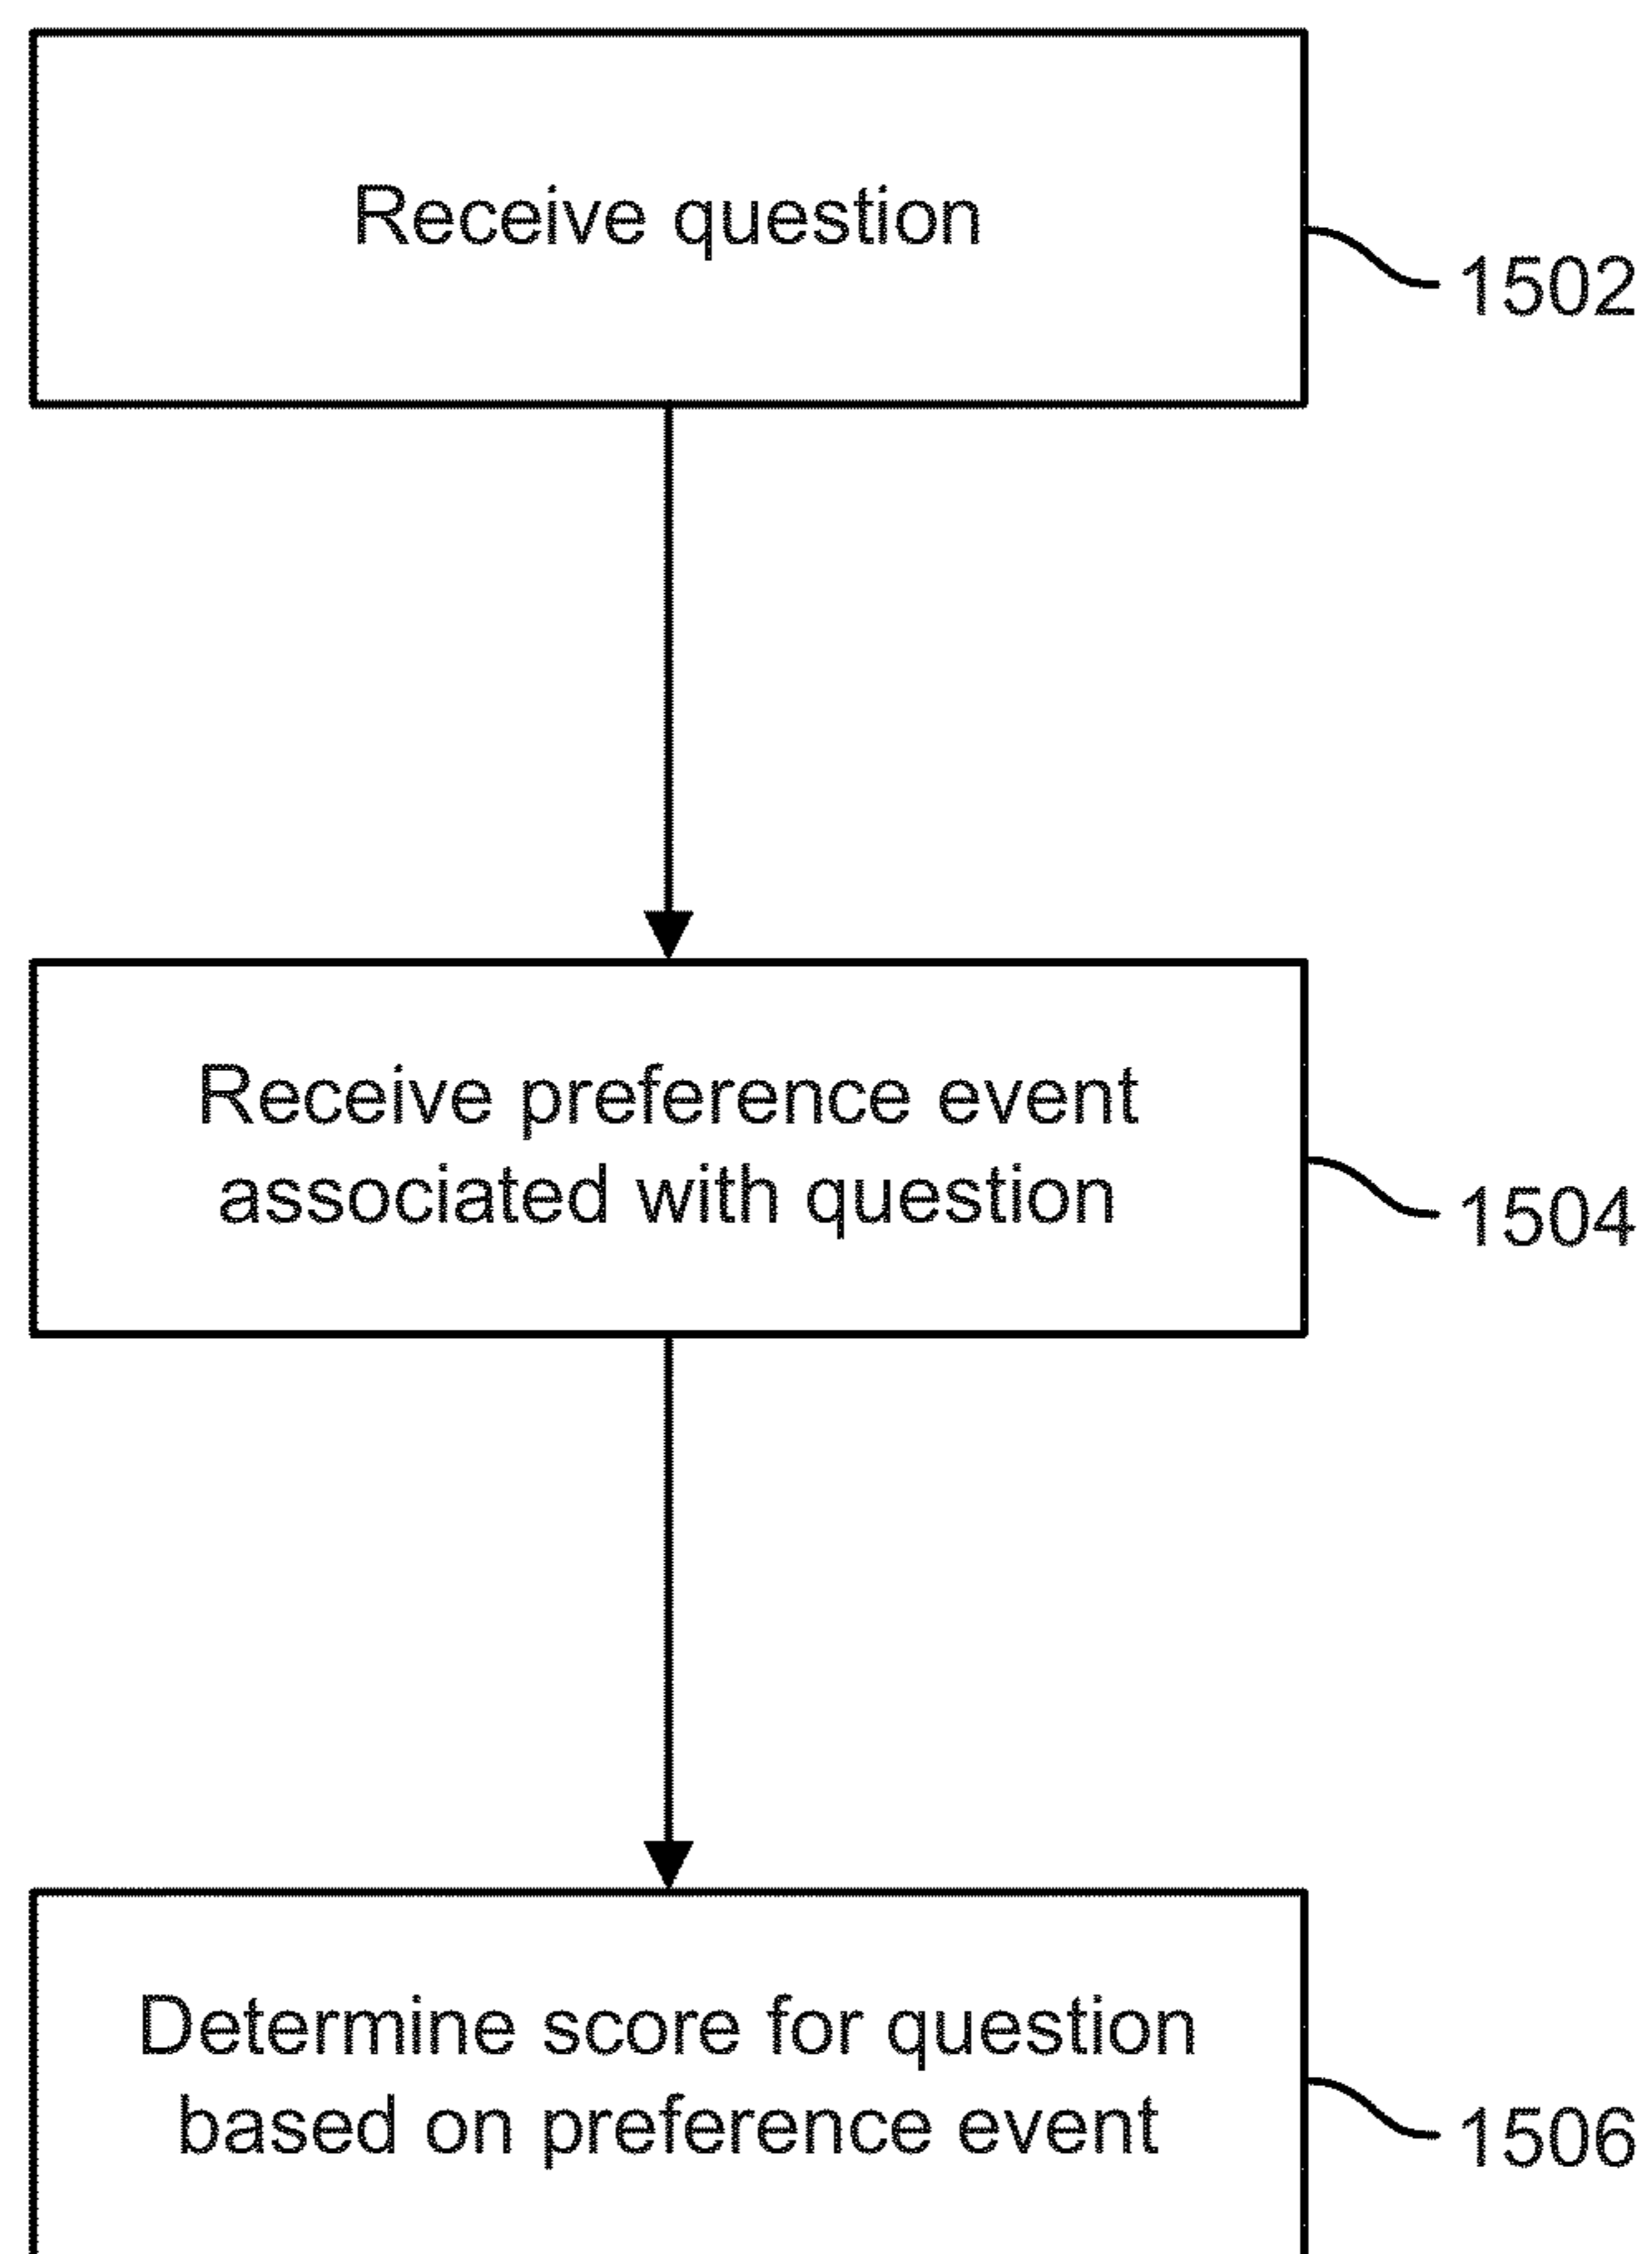 Receive question
1502
Receive preference event
associated with question
1504
Determine score for question
based on preference event
1506